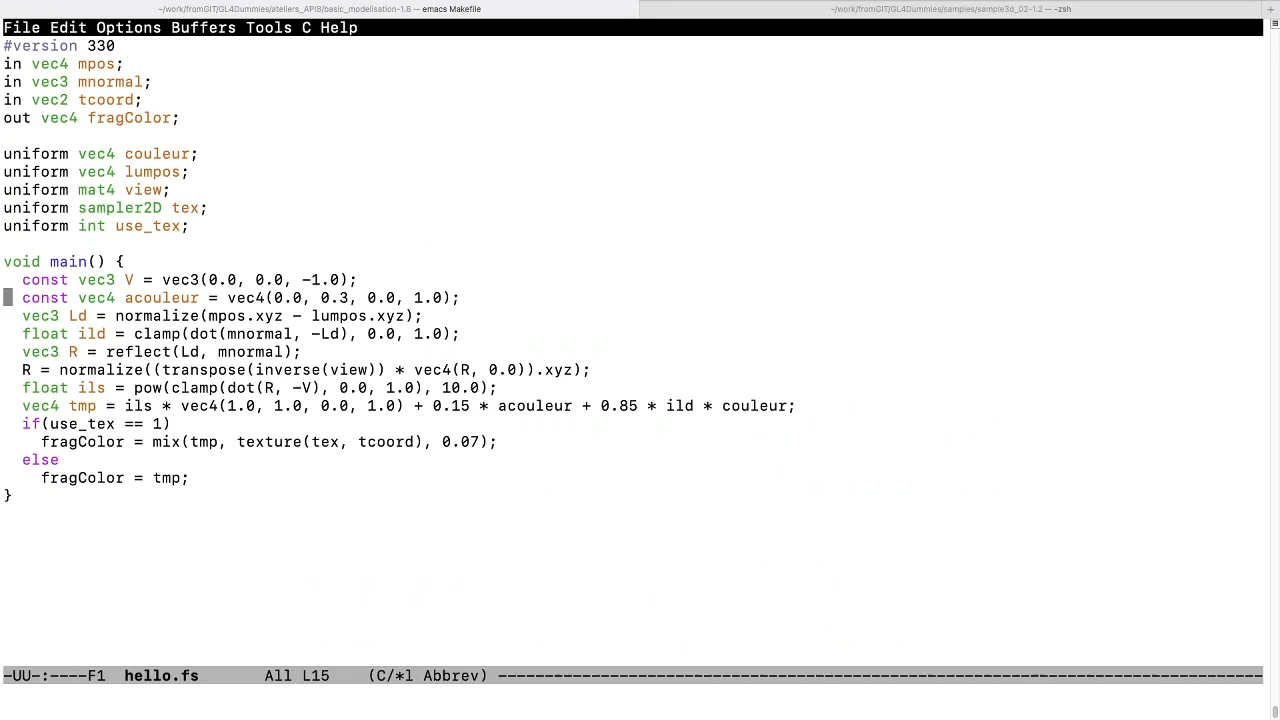 ~/work/fromGIT/GL4Dummies/ateliers_API8/basic_modelisation-1.8 — emacs Makefile
~/work/fromGIT/GL4Dummies/samples/sample3d_02-1.2 — -zsh
File Edit Options Buffers Tools C Help
#version 330
in vec4 mpos;
in vec3 mnormal;
in vec2 tcoord;
out vec4 fragColor;
uniform vec4 couleur;
uniform vec4 lumpos;
uniform mat4 view;
uniform sampler2D tex;
uniform int use_tex;
void main() {
  const vec3 V = vec3(0.0, 0.0, -1.0);
  const vec4 acouleur = vec4(0.0, 0.3, 0.0, 1.0);
  vec3 Ld = normalize(mpos.xyz - lumpos.xyz);
  float ild = clamp(dot(mnormal, -Ld), 0.0, 1.0);
  vec3 R = reflect(Ld, mnormal);
  R = normalize((transpose(inverse(view)) * vec4(R, 0.0)).xyz);
  float ils = pow(clamp(dot(R, -V), 0.0, 1.0), 10.0);
  vec4 tmp = ils * vec4(1.0, 1.0, 0.0, 1.0) + 0.15 * acouleur + 0.85 * ild * couleur;
  if(use_tex == 1)
    fragColor = mix(tmp, texture(tex, tcoord), 0.07);
  else
    fragColor = tmp;
}
-UU-:----F1  hello.fs       All L15    (C/*l Abbrev) ----------------------------------------------------------------------------------